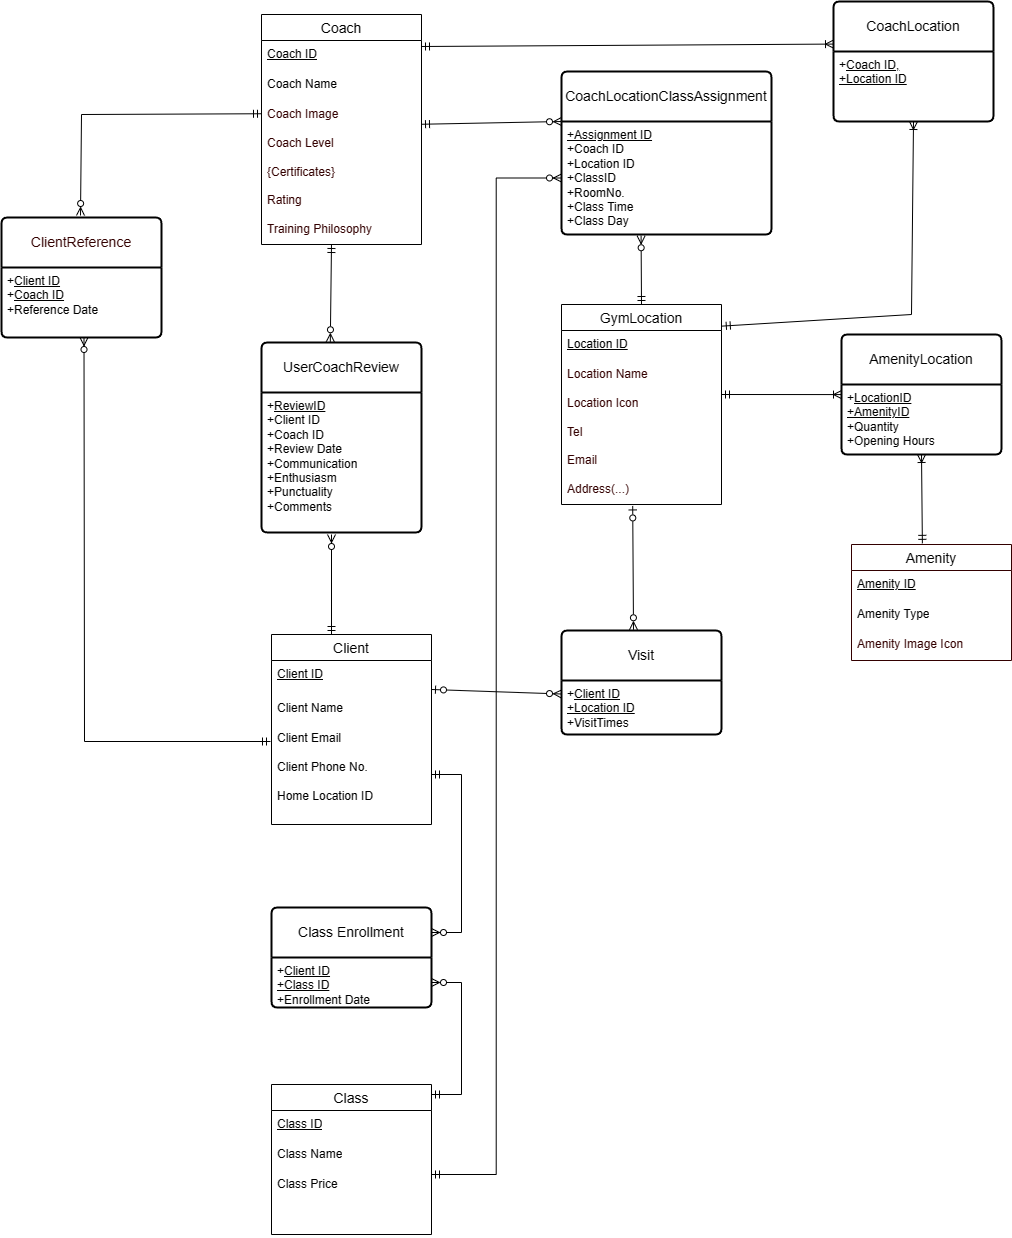 Coach
Coach ID
Coach Name
Coach Image
Coach Level
{Certificates}
Rating
Training Philosophy
CoachLocation
+Coach ID,
+Location ID
CoachLocationClassAssignment
+Assignment ID
+Coach ID
+Location ID
+ClassID
+RoomNo.
+Class Time
+Class Day
ClientReference
+Client ID
+Coach ID
+Reference Date
UserCoachReview
+ReviewID
+Client ID
+Coach ID
+Review Date
+Communication
+Enthusiasm
+Punctuality
+Comments
GymLocation
Location ID
Location Name
Location Icon
Tel
Email
Address(...)
AmenityLocation
+LocationID
+AmenityID
+Quantity
+Opening Hours
Amenity
Amenity ID
Amenity Type
Amenity Image Icon
Client
Client ID
Client Name
Client Email
Client Phone No.
Home Location ID
Visit
+Client ID
+Location ID
+VisitTimes
Class Enrollment
+Client ID
+Class ID
+Enrollment Date
Class
Class ID
Class Name
Class Price